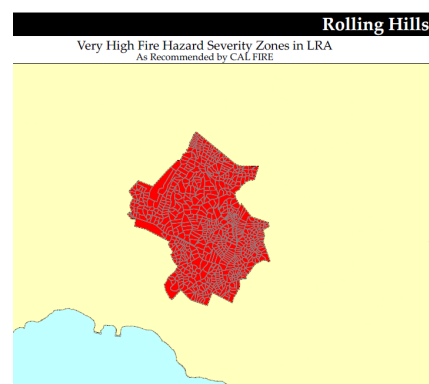 Rolling Hills
Very High Fire Hazard Severity Zones in LRA
As Recommended by CAL FIRE